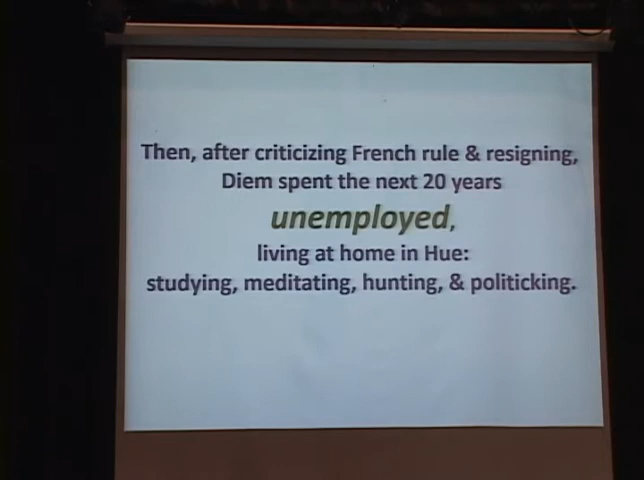 Then, after criticizing French rule & resigning,
Diem spent the next 20 years
unemployed,
living at home in Hue:
studying, meditating, hunting, & politicking.